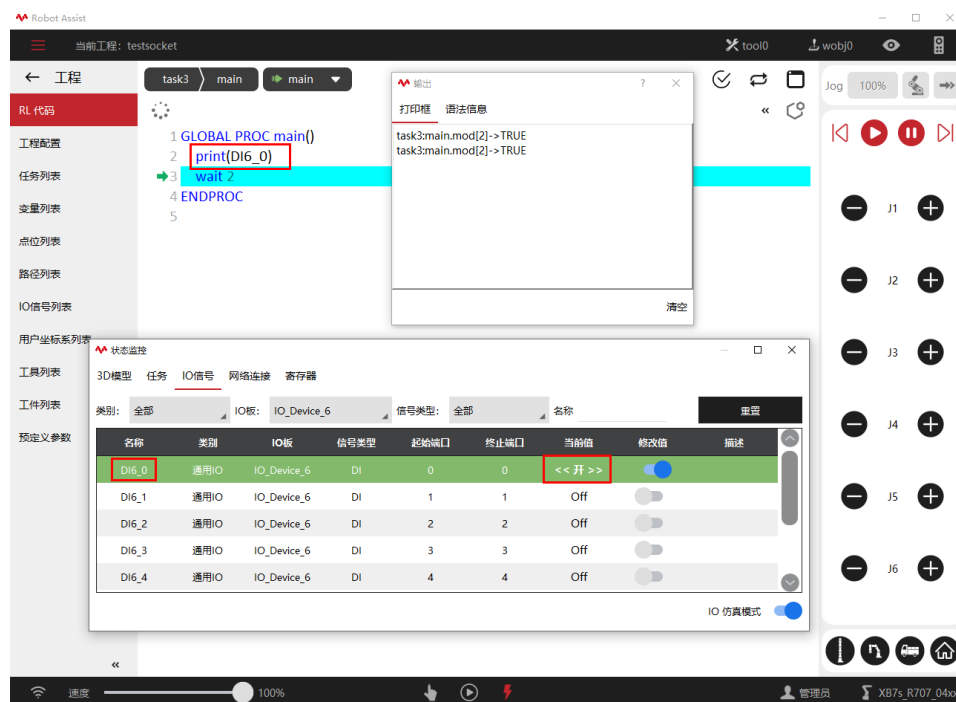 Robot Assist
当前工程: testsocket
tool0
wobj0
工程
task3
main
main
Jog
100%
RL 代码
工程配置
任务列表
变量列表
点位列表
路径列表
IO信号列表
用户坐标系列表
工具列表
工件列表
预定义参数
«
1 GLOBAL PROC main()
2 print(DI6_0)
3 wait 2
4 ENDPROC
5
输出
?
打印框 语法信息
task3:main.mod[2]->TRUE
task3:main.mod[2]->TRUE
清空
«
J1
J2
J3
J4
J5
J6
状态监控
3D模型 任务 IO信号 网络连接 寄存器
类别: 全部 IO板: IO_Device_6 信号类型: 全部 名称 重置
名称 类别 IO板 信号类型 起始端口 终止端口 当前值 修改值 描述
DI6_0 通用IO IO_Device_6 DI 0 0 << 开 >>
DI6_1 通用IO IO_Device_6 DI 1 1 Off
DI6_2 通用IO IO_Device_6 DI 2 2 Off
DI6_3 通用IO IO_Device_6 DI 3 3 Off
DI6_4 通用IO IO_Device_6 DI 4 4 Off
IO 仿真模式
速度 100%
管理员
XB7s_R707_04xx